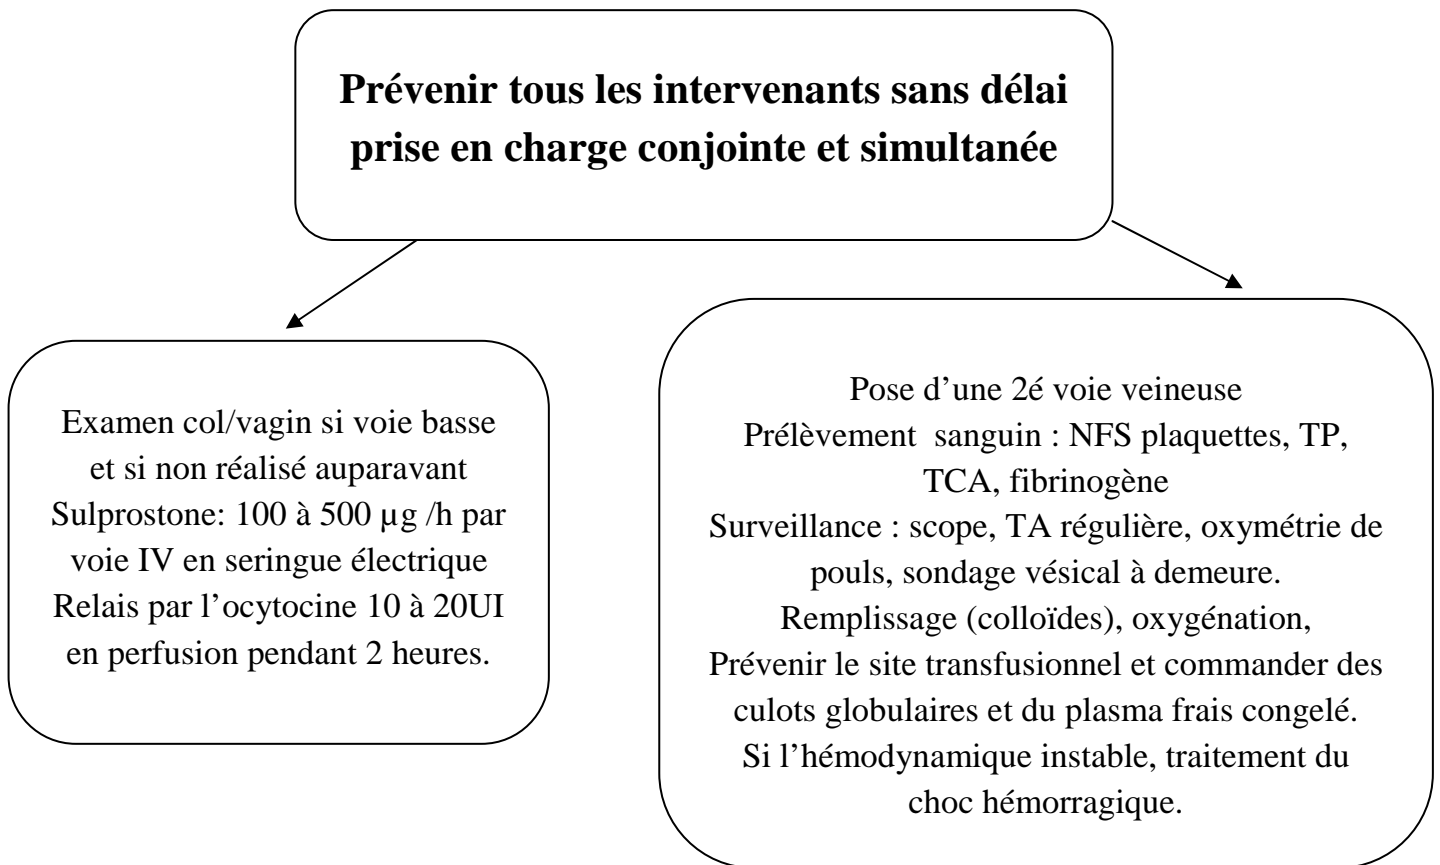 Prévenir tous les intervenants sans délai
prise en charge conjointe et simultanée
Examen col/vagin si voie basse
et si non réalisé auparavant
Sulprostone: 100 à 500 µg /h par
voie IV en seringue électrique
Relais par l’ocytocine 10 à 20UI
en perfusion pendant 2 heures.
Pose d’une 2é voie veineuse
Prélèvement sanguin : NFS plaquettes, TP,
TCA, fibrinogène
Surveillance : scope, TA régulière, oxymétrie de
pouls, sondage vésical à demeure.
Remplissage (colloïdes), oxygénation,
Prévenir le site transfusionnel et commander des
culots globulaires et du plasma frais congelé.
Si l’hémodynamique instable, traitement du
choc hémorragique.